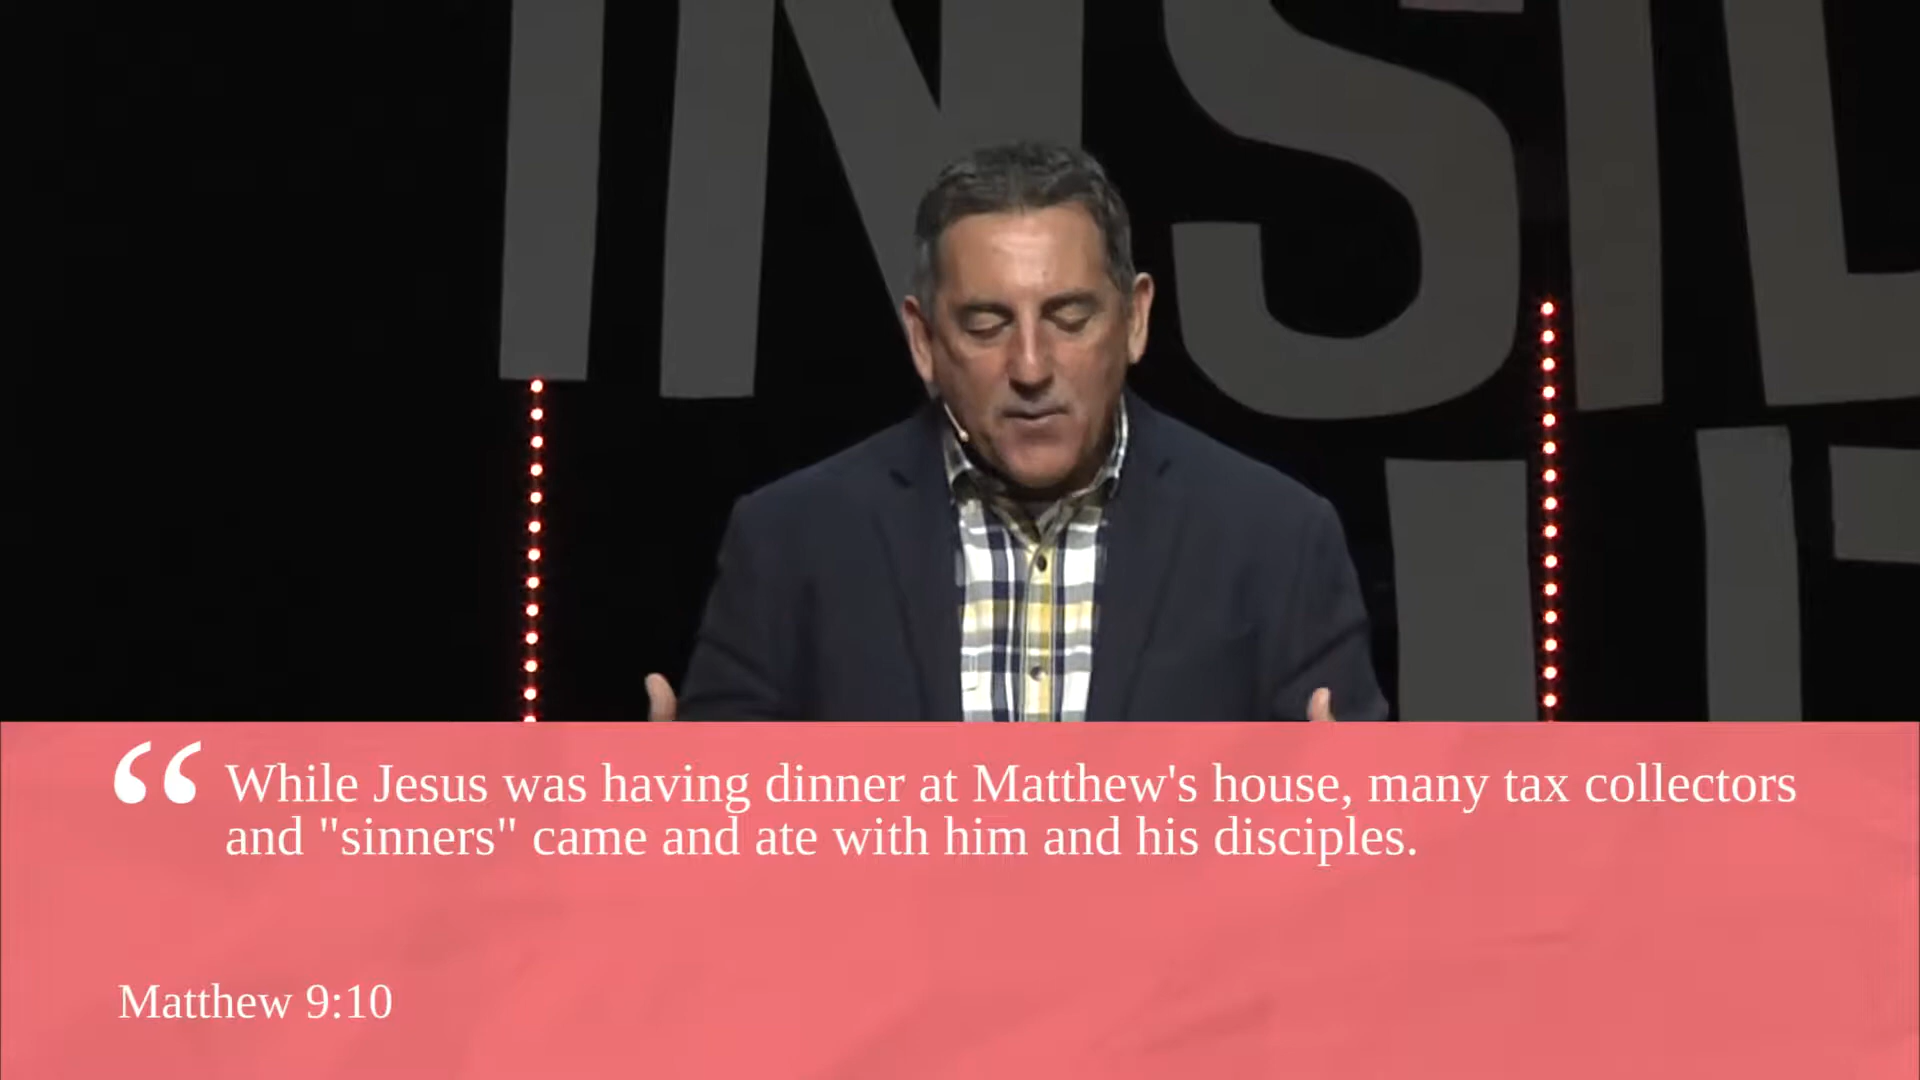 INSID
While Jesus was having dinner at Matthew's house, many tax collectors
and "sinners" came and ate with him and his disciples.
Matthew 9:10